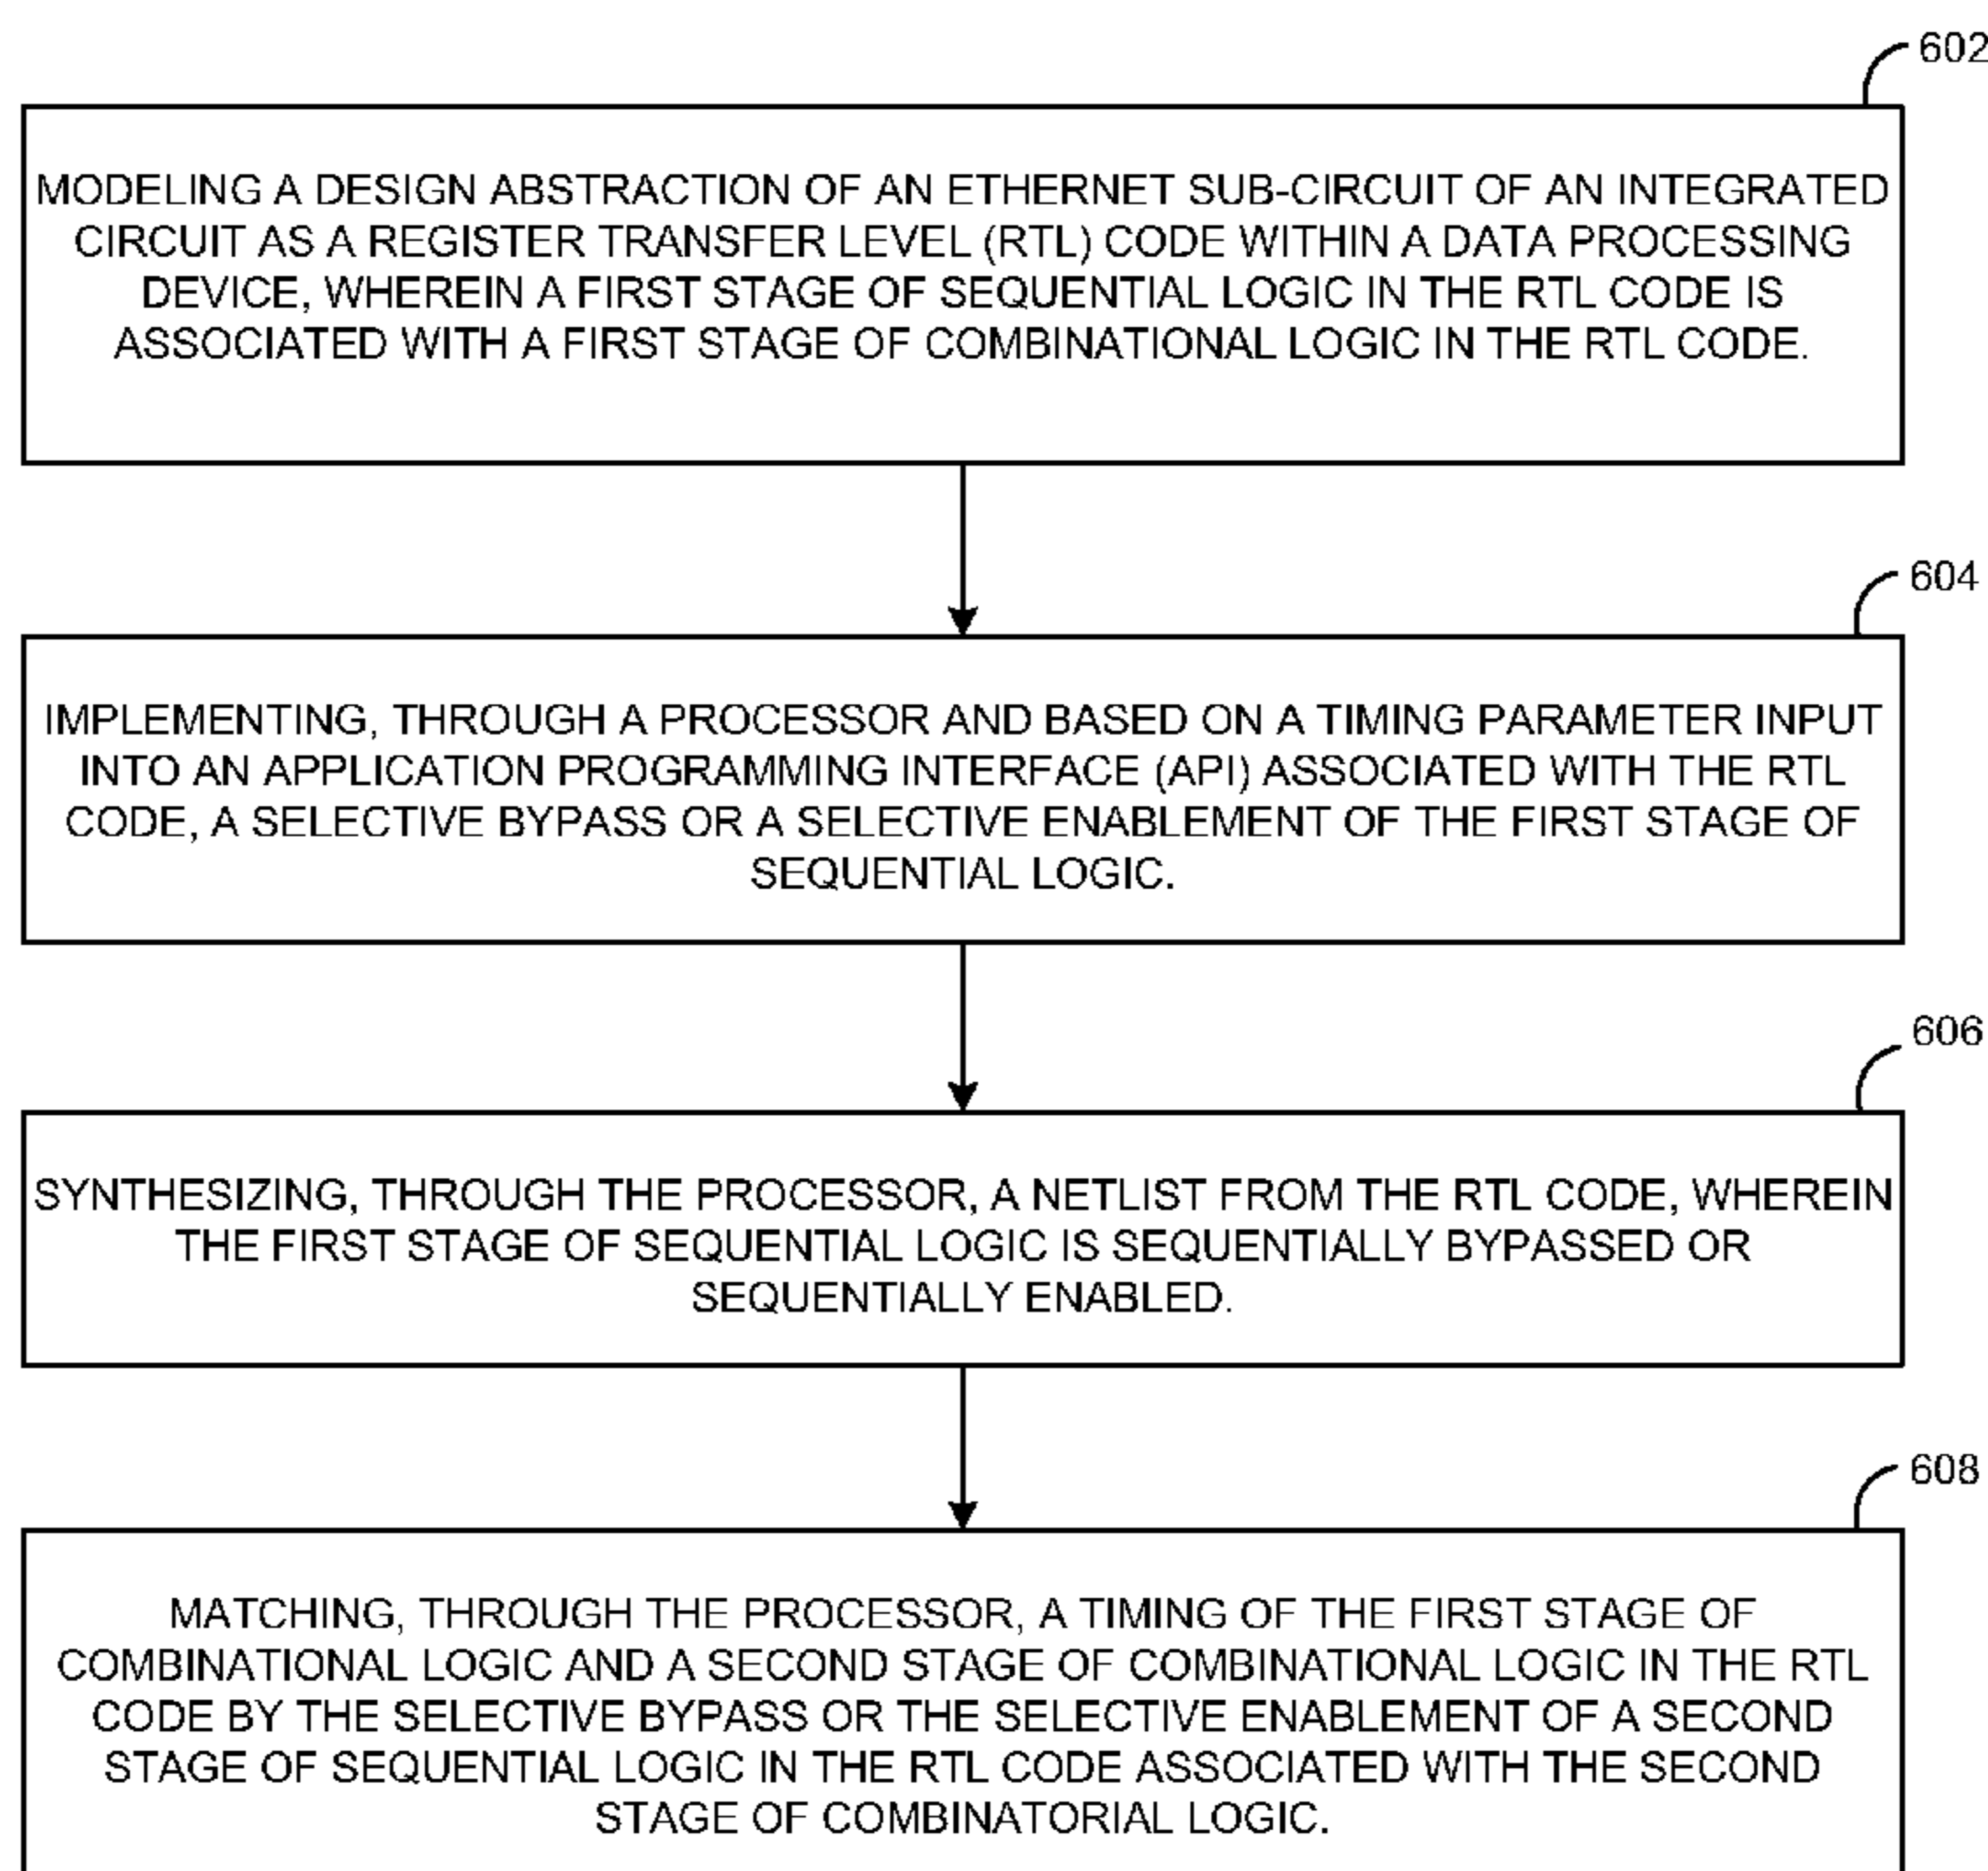 602
MODELING A DESIGN ABSTRACTION OF AN ETHERNET SUB-CIRCUIT OF AN INTEGRATED
CIRCUIT AS A REGISTER TRANSFER LEVEL (RTL) CODE WITHIN A DATA PROCESSING
DEVICE, WHEREIN A FIRST STAGE OF SEQUENTIAL LOGIC IN THE RTL CODE IS
ASSOCIATED WITH A FIRST STAGE OF COMBINATIONAL LOGIC IN THE RTL CODE.
604
IMPLEMENTING, THROUGH A PROCESSOR AND BASED ON A TIMING PARAMETER INPUT
INTO AN APPLICATION PROGRAMMING INTERFACE (API) ASSOCIATED WITH THE RTL
CODE, A SELECTIVE BYPASS OR A SELECTIVE ENABLEMENT OF THE FIRST STAGE OF
SEQUENTIAL LOGIC.
606
SYNTHESIZING, THROUGH THE PROCESSOR, A NETLIST FROM THE RTL CODE, WHEREIN
THE FIRST STAGE OF SEQUENTIAL LOGIC IS SEQUENTIALLY BYPASSED OR
SEQUENTIALLY ENABLED.
608
MATCHING, THROUGH THE PROCESSOR, A TIMING OF THE FIRST STAGE OF
COMBINATIONAL LOGIC AND A SECOND STAGE OF COMBINATIONAL LOGIC IN THE RTL
CODE BY THE SELECTIVE BYPASS OR THE SELECTIVE ENABLEMENT OF A SECOND
STAGE OF SEQUENTIAL LOGIC IN THE RTL CODE ASSOCIATED WITH THE SECOND
STAGE OF COMBINATORIAL LOGIC.